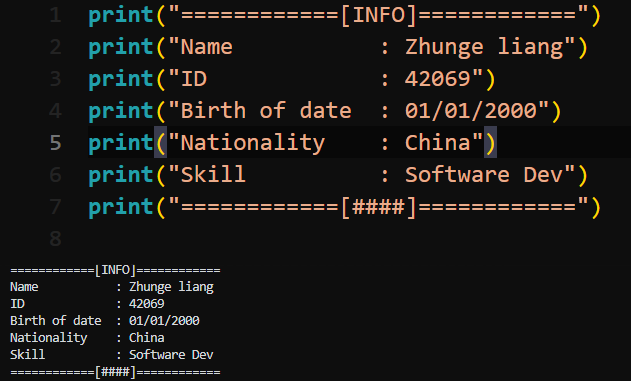 1 print("============[INFO]============")
2 print("Name           : Zhunge liang")
3 print("ID             : 42069")
4 print("Birth of date  : 01/01/2000")
5 print("Nationality    : China")
6 print("Skill          : Software Dev")
7 print("============[####]============")
8
============[INFO]============
Name           : Zhunge liang
ID             : 42069
Birth of date  : 01/01/2000
Nationality    : China
Skill          : Software Dev
============[####]============